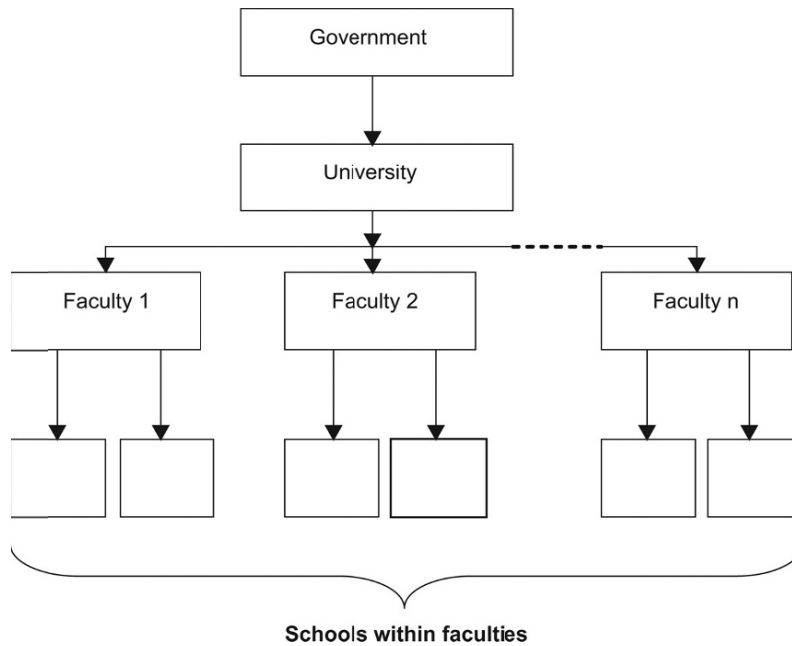 Government
University
Faculty 1
Faculty 2
Faculty n
Schools within faculties